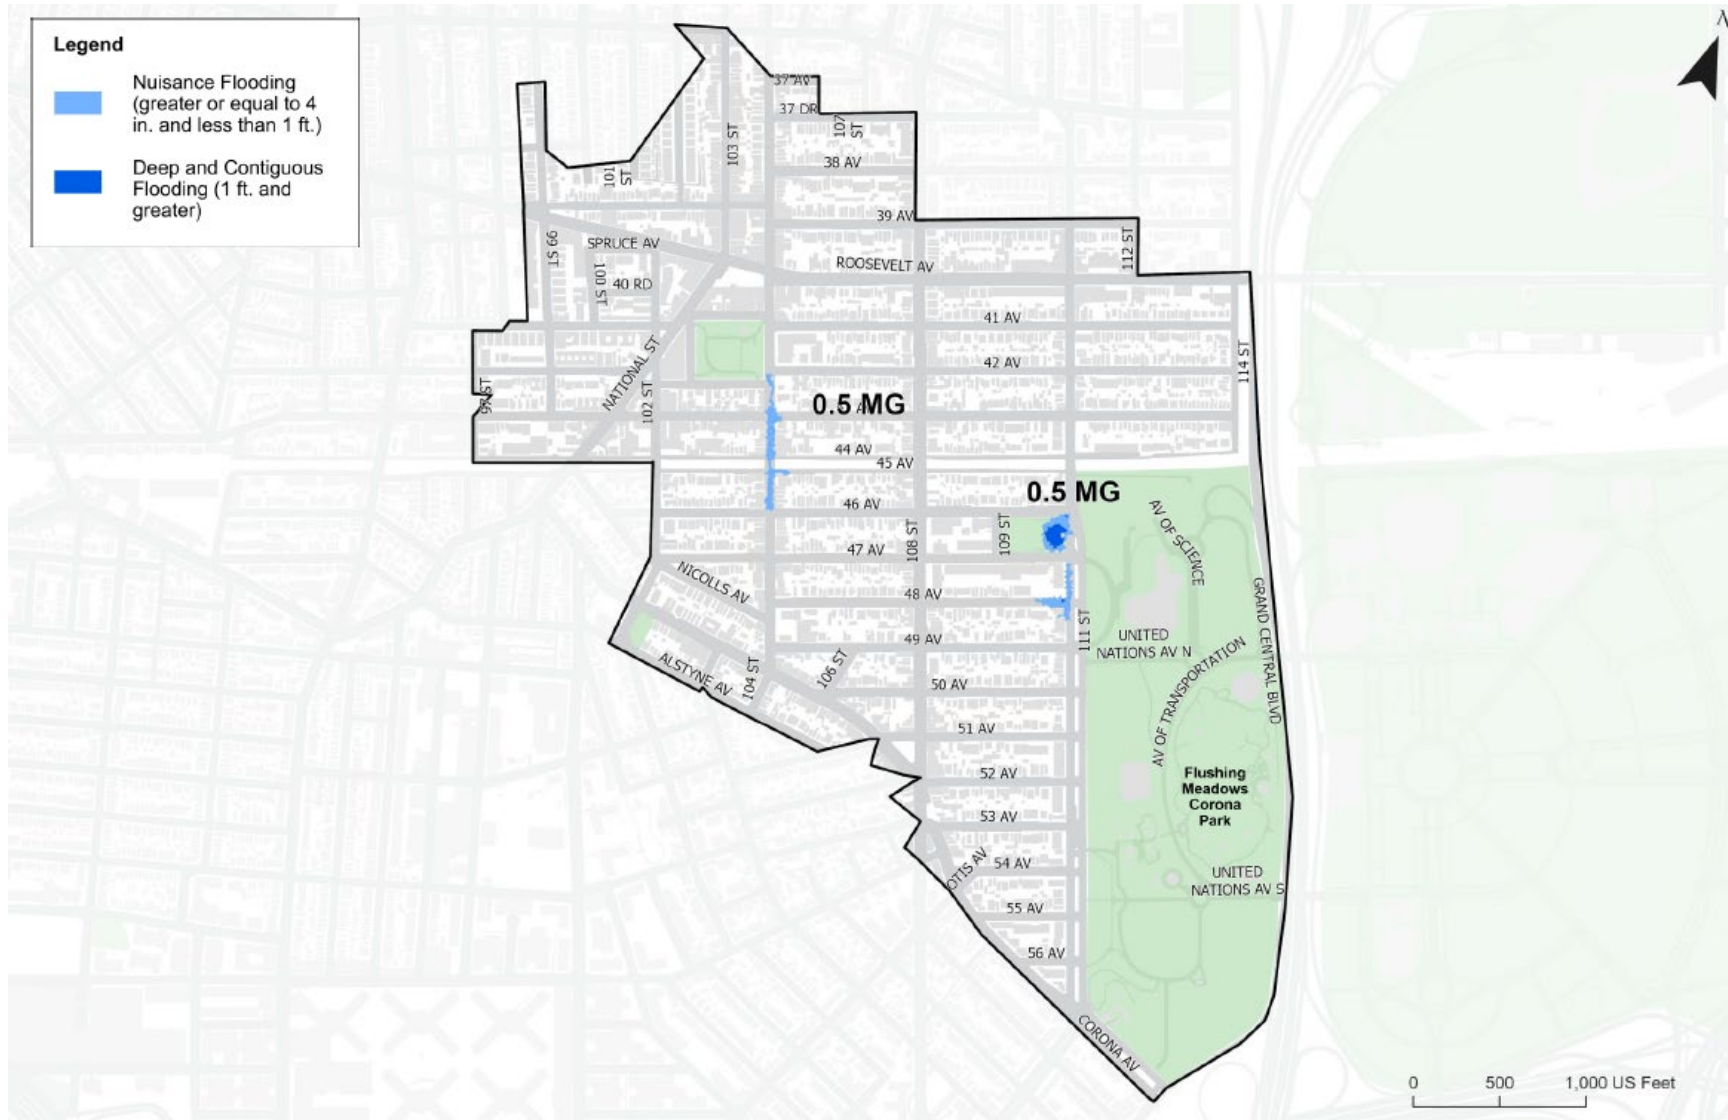 Legend
Nuisance Flooding
(greater or equal to 4
in. and less than 1 ft.)
Deep and Contiguous
Flooding (1 ft. and
greater)
N
37 AV
37 DR
107
ST
103 ST
38 AV
101
ST
39 AV
99 ST
SPRUCE AV
112 ST
ROOSEVELT AV
100 ST
40 RD
41 AV
NATIONAL ST
42 AV
114 ST
97 ST
102 ST
0.5 MG
44 AV
45 AV
0.5 MG
46 AV
AV OF SCIENCE
108 ST
109 ST
47 AV
NICOLLS AV
48 AV
GRAND CENTRAL BLVD
111 ST
49 AV
UNITED
NATIONS AV N
ALSTYNE AV
104 ST
106 ST
50 AV
AV OF TRANSPORTATION
51 AV
52 AV
Flushing
Meadows
Corona
Park
53 AV
OTIS AV
54 AV
UNITED
NATIONS AV S
55 AV
56 AV
CORONA AV
0
500
1,000 US Feet